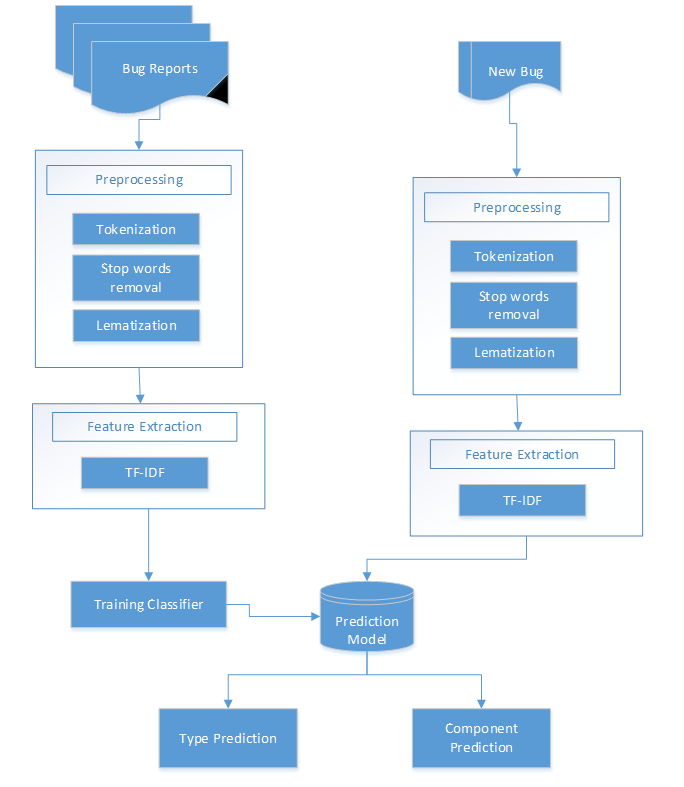 Bug Reports
Preprocessing
Tokenization
Stop words
removal
Lematization
Feature Extraction
TF-IDF
Training Classifier
New Bug
Preprocessing
Tokenization
Stop words
removal
Lematization
Feature Extraction
TF-IDF
Prediction
Model
Type Prediction
Component
Prediction